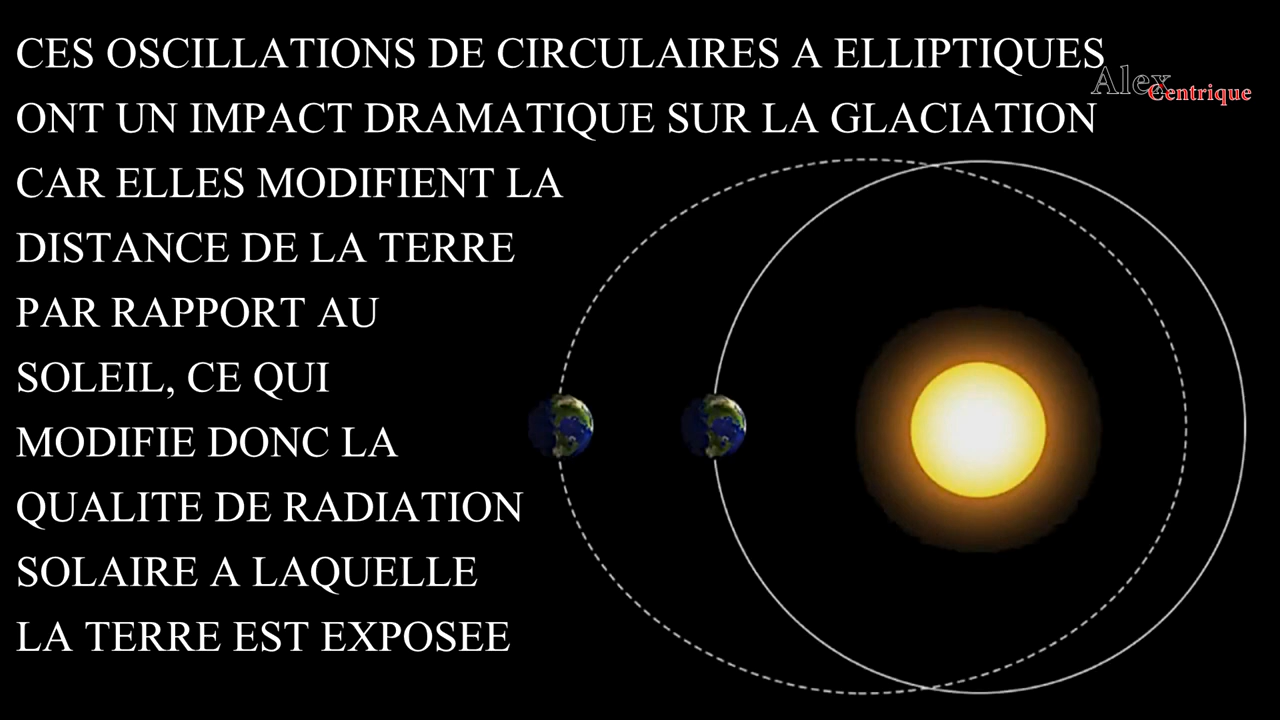 CES OSCILLATIONS DE CIRCULAIRES A ELLIPTIQUES
Alex
Centrique
ONT UN IMPACT DRAMATIQUE SUR LA GLACIATION
CAR ELLES MODIFIENT LA
DISTANCE DE LA TERRE
PAR RAPPORT AU
SOLEIL, CE QUI
MODIFIE DONC LA
QUALITE DE RADIATION
SOLAIRE A LAQUELLE
LA TERRE EST EXPOSEE